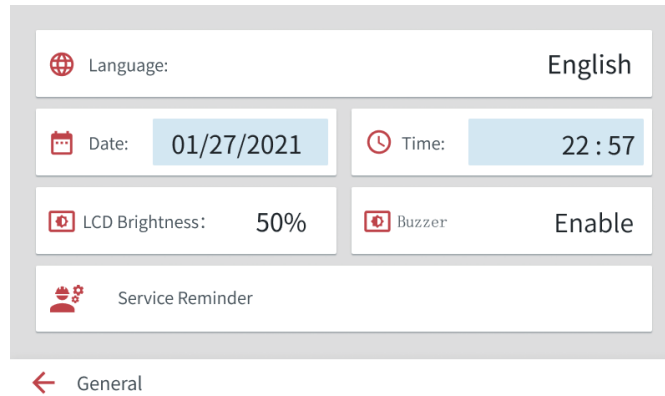 Language: English
Date: 01/27/2021 Time: 22 : 57
LCD Brightness: 50% Buzzer Enable
Service Reminder
General